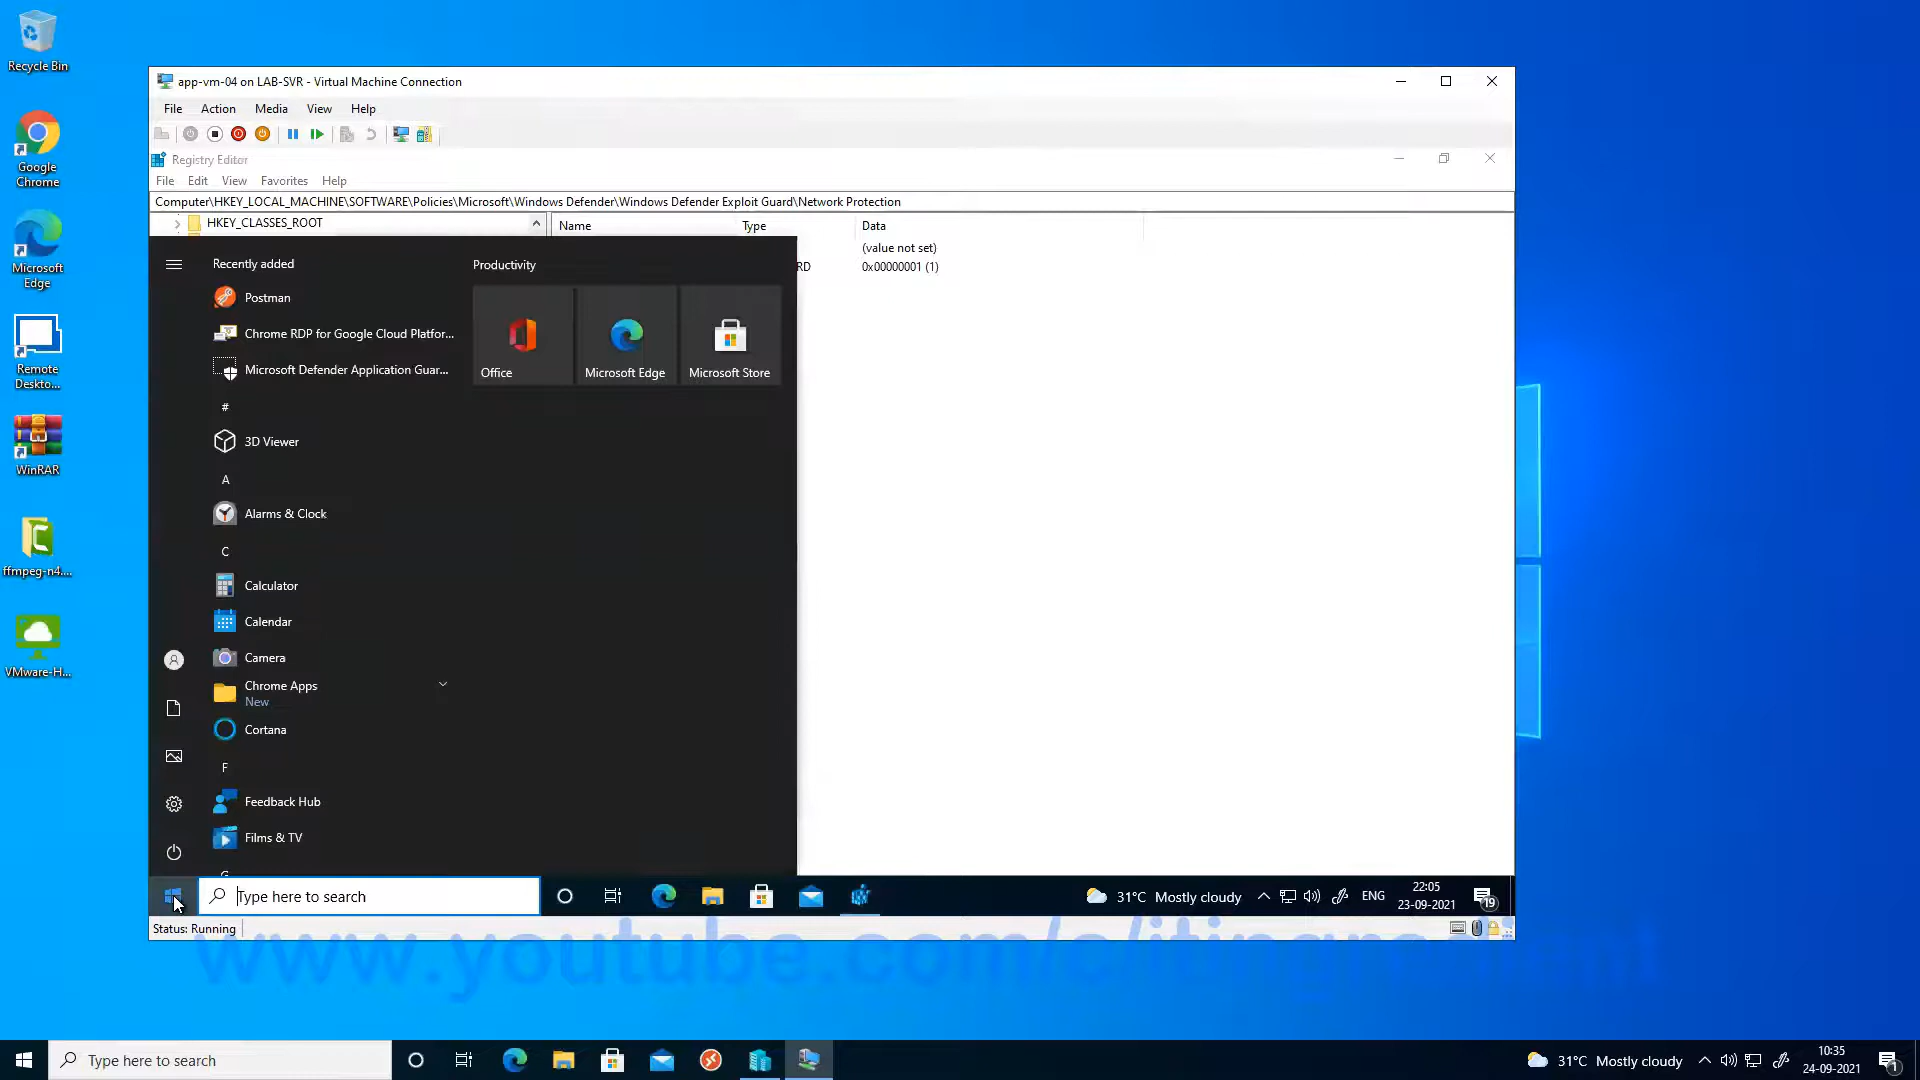 Recycle Bin
Google
Chrome
Microsoft
Edge
Remote
Deskto...
WinRAR
ffmpeg-n4....
VMware-H...
app-vm-04 on LAB-SVR - Virtual Machine Connection
File Action Media View Help
Registry Editor
File Edit View Favorites Help
Computer\HKEY_LOCAL_MACHINE\SOFTWARE\Policies\Microsoft\Windows Defender\Windows Defender Exploit Guard\Network Protection
HKEY_CLASSES_ROOT
Name Type Data
(value not set)
RD 0x00000001 (1)
Recently added
Postman
Chrome RDP for Google Cloud Platfor...
Microsoft Defender Application Guar...
#
3D Viewer
A
Alarms & Clock
C
Calculator
Calendar
Camera
Chrome Apps
New
Cortana
F
Feedback Hub
Films & TV
G
Productivity
Office
Microsoft Edge
Microsoft Store
Type here to search
31°C Mostly cloudy
ENG
22:05
23-09-2021
19
Status: Running
Type here to search
31°C Mostly cloudy
10:35
24-09-2021
1